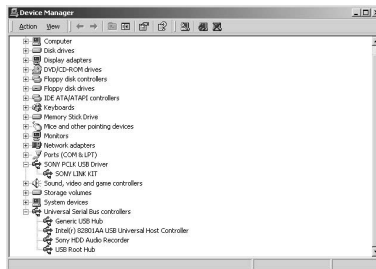 Device Manager
Action View
Computer
Disk drives
Display adapters
DVD/CD-ROM drives
Floppy disk controllers
Floppy disk drives
IDE ATA/ATAPI controllers
Keyboards
Memory Stick Drive
Mice and other pointing devices
Monitors
Network adapters
Ports (COM & LPT)
SONY PCLK USB Driver
SONY LINK KIT
Sound, video and game controllers
Storage volumes
System devices
Universal Serial Bus controllers
Generic USB Hub
Intel(r) 82801AA USB Universal Host Controller
Sony HDD Audio Recorder
USB Root Hub